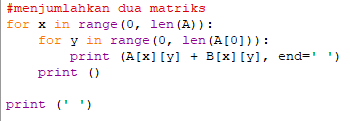 #menjumlahkan dua matriks
for x in range(0, len(A)):
    for y in range(0, len(A[0])):
        print (A[x][y] + B[x][y], end=' ')
    print ()

print (' ')